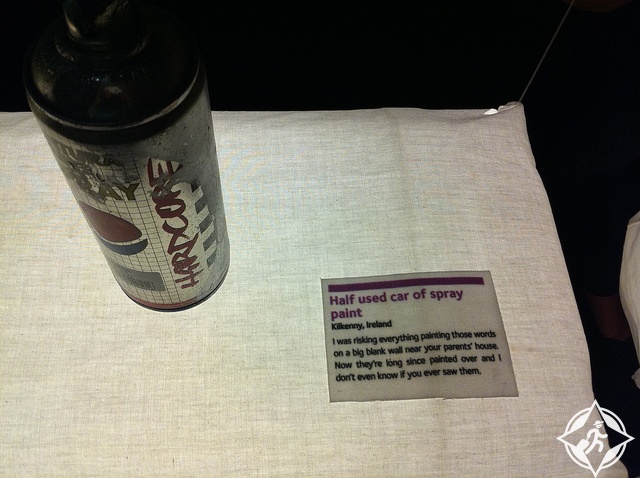 HARDCORE
Half used car of spray
paint
Kilkenny, Ireland
I was risking everything painting those words
on a big blank wall near your parents' house.
Now they're long since painted over and I
don't even know if you ever saw them.